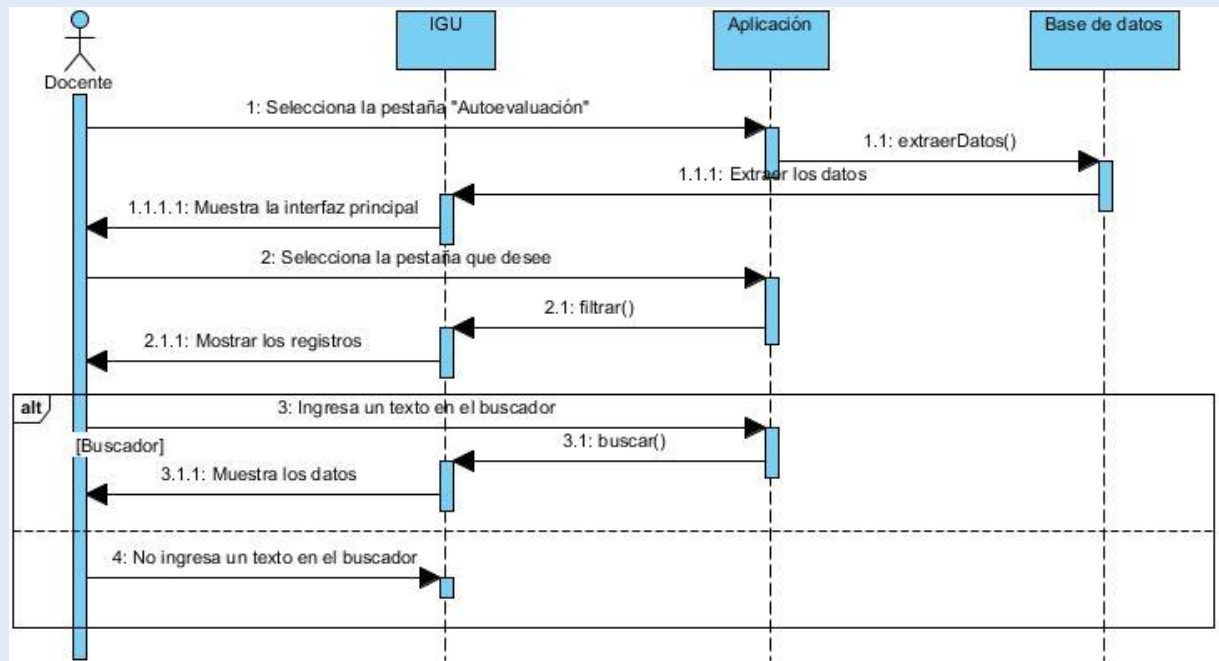 IGU
Aplicación
Base de datos
Docente
1: Selecciona la pestaña "Autoevaluación"
1.1: extraerDatos()
1.1.1: Extraer los datos
1.1.1.1: Muestra la interfaz principal
2: Selecciona la pestaña que desee
2.1: filtrar()
2.1.1: Mostrar los registros
alt
3: Ingresa un texto en el buscador
[Buscador]
3.1: buscar()
3.1.1: Muestra los datos
4: No ingresa un texto en el buscador